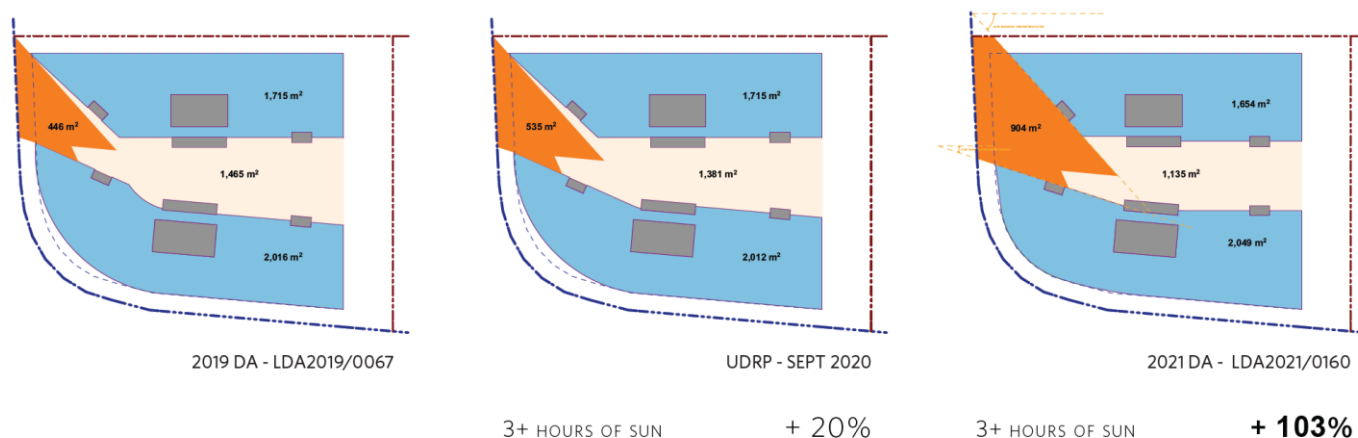 1,715 m²
446 m²
1,465 m²
2,016 m²
2019 DA - LDA2019/0067
1,715 m²
535 m²
1,381 m²
2,012 m²
UDRP - SEPT 2020
3+ HOURS OF SUN + 20%
1,654 m²
904 m²
1,135 m²
2,049 m²
2021 DA - LDA2021/0160
3+ HOURS OF SUN + 103%